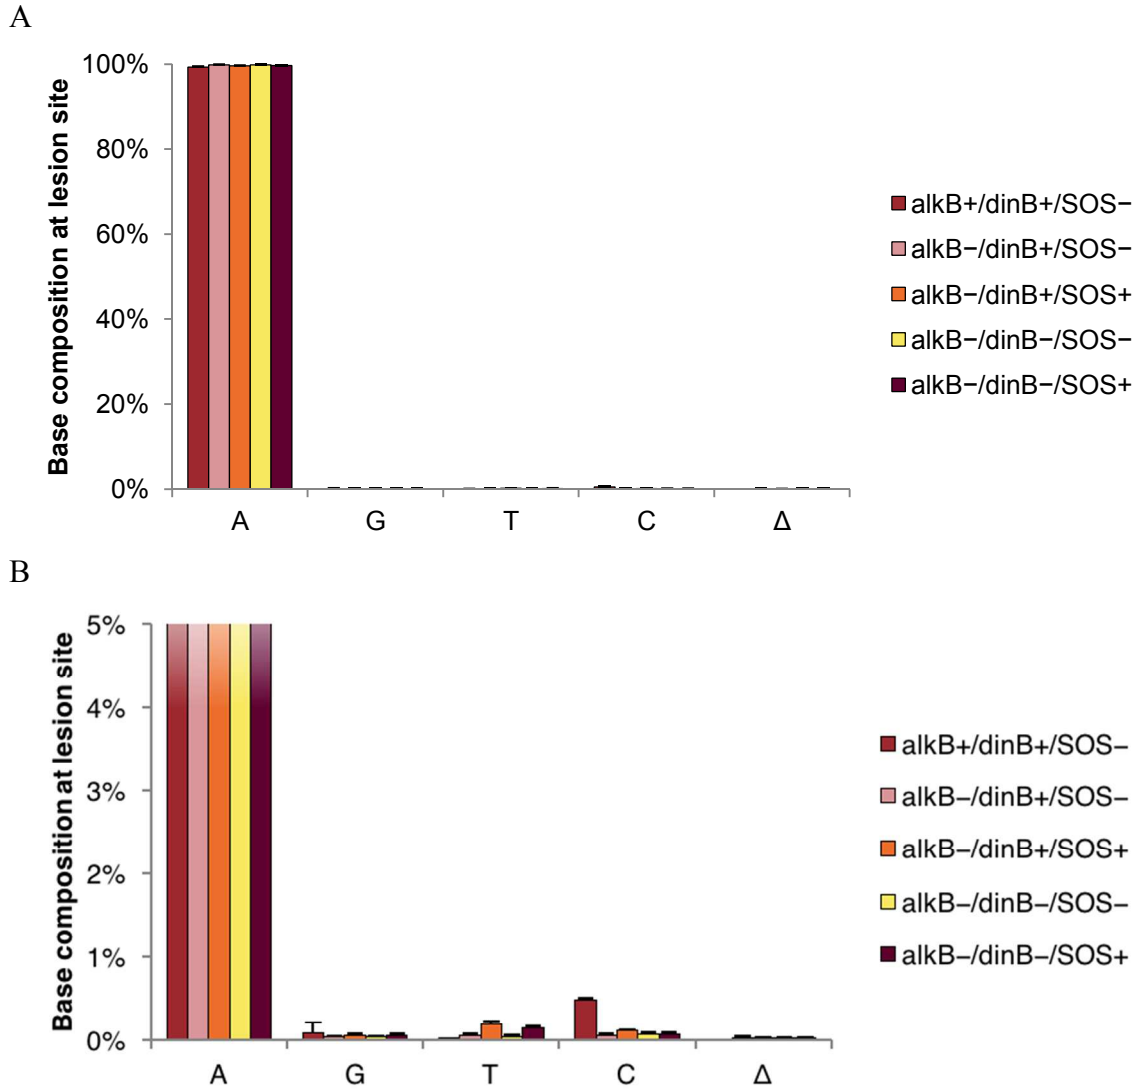 A
Base composition at lesion site
100%
80%
60%
40%
20%
0%
A G T C Δ
alkB+/dinB+/SOS−
alkB−/dinB+/SOS−
alkB−/dinB+/SOS+
alkB−/dinB−/SOS−
alkB−/dinB−/SOS+
B
Base composition at lesion site
5%
4%
3%
2%
1%
0%
A G T C Δ
alkB+/dinB+/SOS−
alkB−/dinB+/SOS−
alkB−/dinB+/SOS+
alkB−/dinB−/SOS−
alkB−/dinB−/SOS+